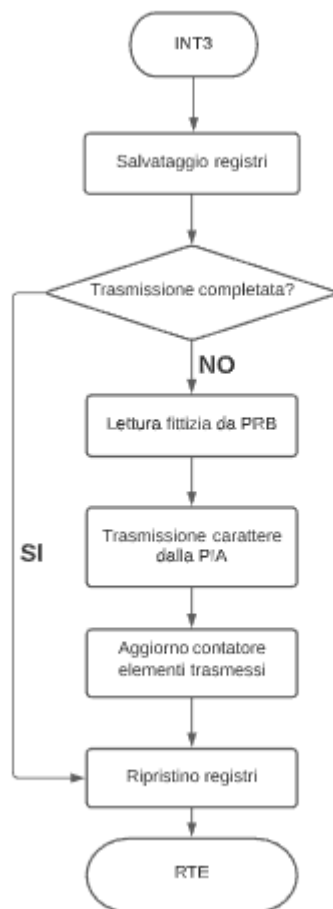 INT3
Salvataggio registri
Trasmissione completata?
NO
Lettura fittizia da PRB
Trasmissione carattere
dalla PIA
SI
Aggiorno contatore
elementi trasmessi
Ripristino registri
RTE